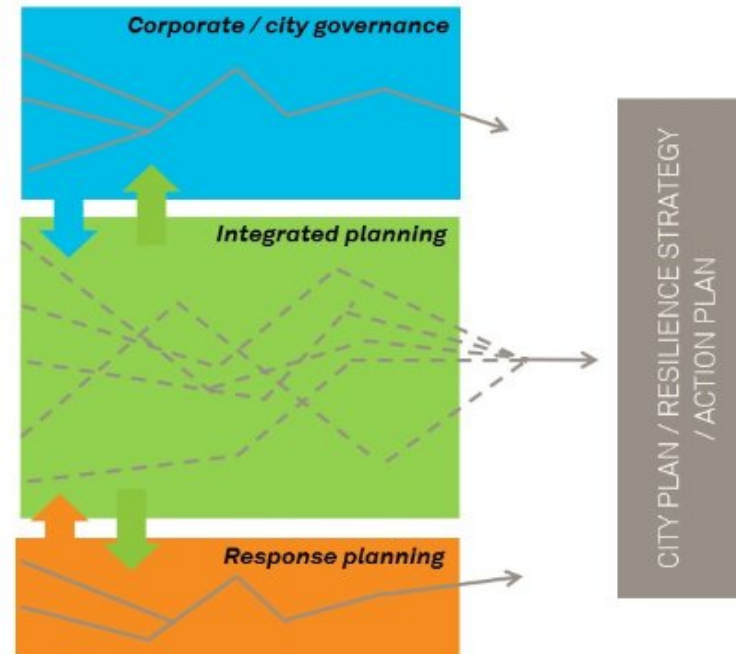 Corporate / city governance
Integrated planning
Response planning
CITY PLAN / RESILIENCE STRATEGY
/ ACTION PLAN